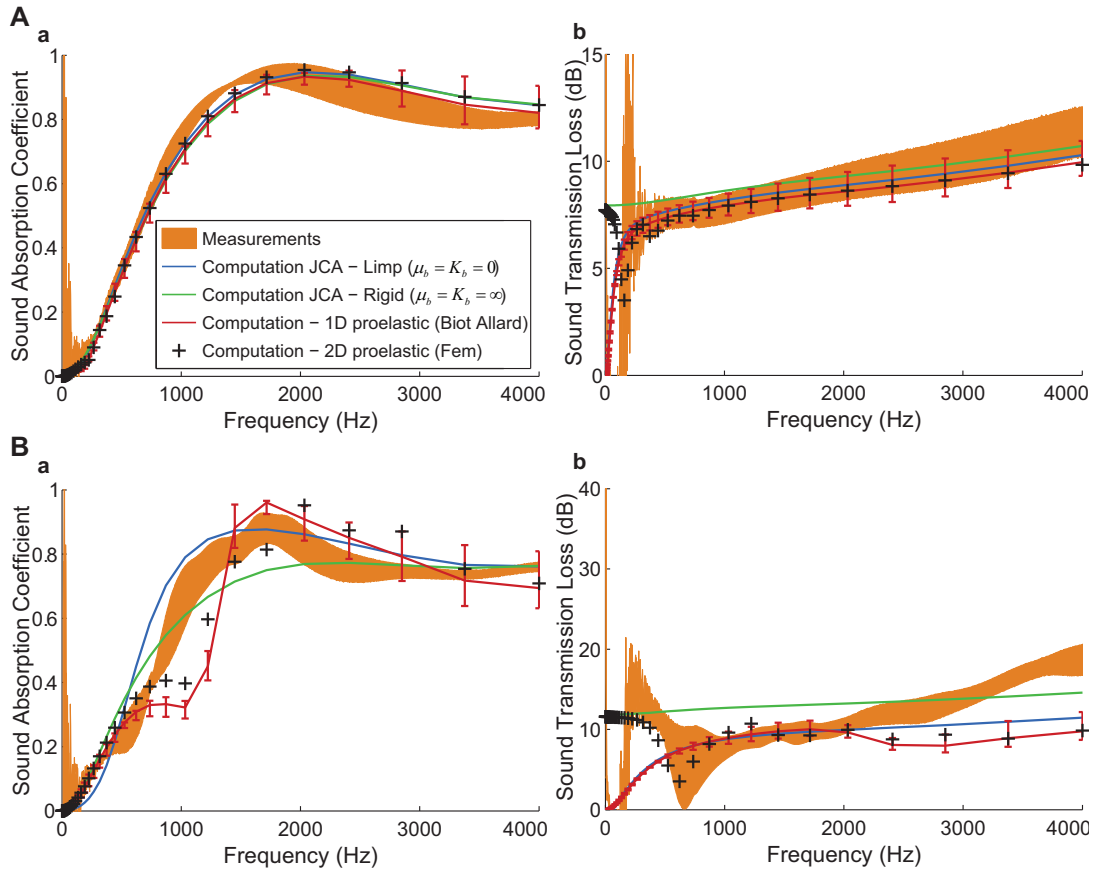 A
a
b
Sound Absorption Coefficient
1
0.8
0.6
0.4
0.2
0
0
1000
2000
3000
4000
Frequency (Hz)
Measurements
Computation JCA − Limp (μb = Kb = 0)
Computation JCA − Rigid (μb = Kb = ∞)
Computation − 1D proelastic (Biot Allard)
Computation − 2D proelastic (Fem)
Sound Transmission Loss (dB)
15
10
5
0
0
1000
2000
3000
4000
Frequency (Hz)
B
a
b
Sound Absorption Coefficient
1
0.8
0.6
0.4
0.2
0
0
1000
2000
3000
4000
Frequency (Hz)
Sound Transmission Loss (dB)
40
30
20
10
0
0
1000
2000
3000
4000
Frequency (Hz)